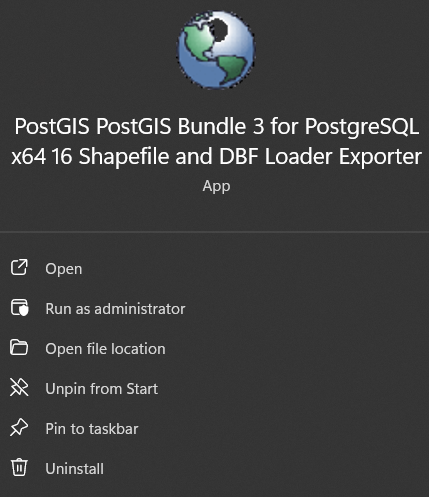 PostGIS PostGIS Bundle 3 for PostgreSQL
x64 16 Shapefile and DBF Loader Exporter
App
Open
Run as administrator
Open file location
Unpin from Start
Pin to taskbar
Uninstall